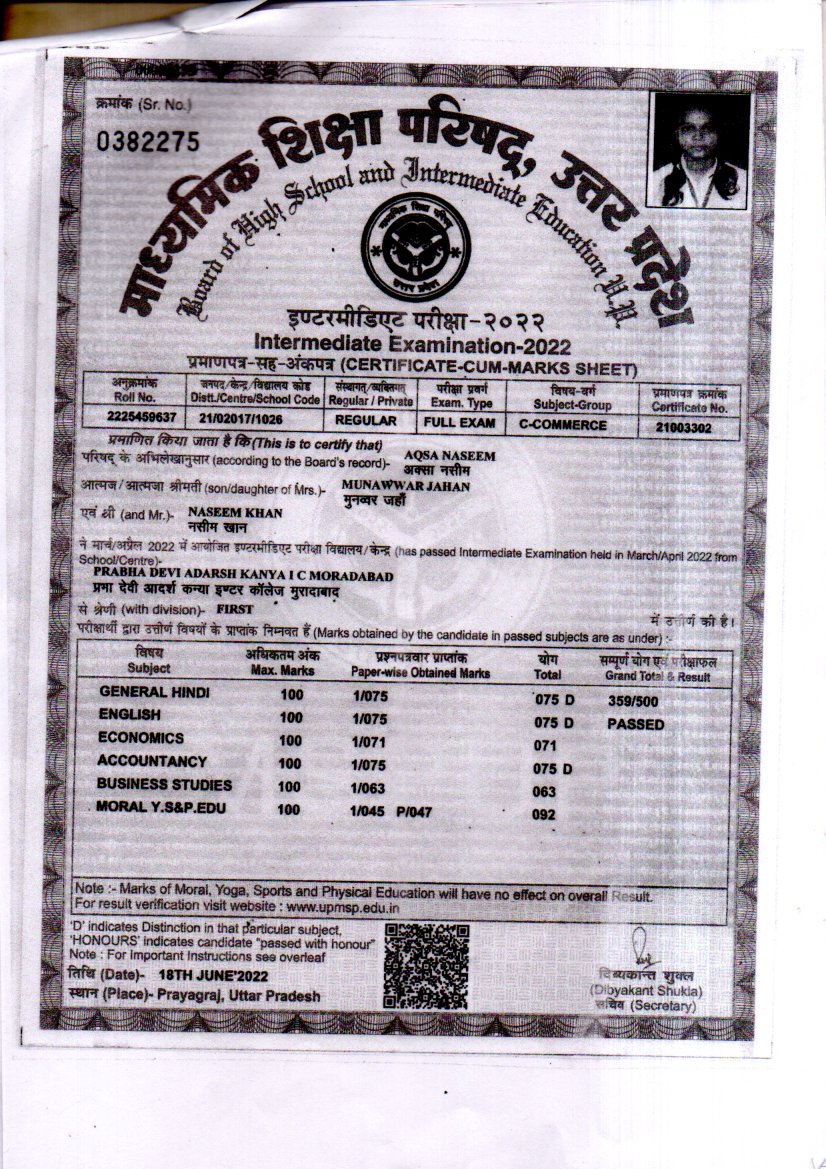 क्रमांक (Sr. No.)
0382275
माध्यमिक शिक्षा परिषद्, उत्तर प्रदेश
Board of High School and Intermediate Education U.P.
माध्यमिक शिक्षा परिषद
उत्तर प्रदेश
इण्टरमीडिएट परीक्षा-२०२२
Intermediate Examination-2022
प्रमाणपत्र-सह-अंकपत्र (CERTIFICATE-CUM-MARKS SHEET)
अनुक्रमांक जनपद/केन्द्र/विद्यालय कोड संस्थागत/व्यक्तिगत परीक्षा प्रवर्ग विषय-वर्ग प्रमाणपत्र क्रमांक
Roll No. Distt./Centre/School Code Regular / Private Exam. Type Subject-Group Certificate No.
2225459637 21/02017/1026 REGULAR FULL EXAM C-COMMERCE 21003302
प्रमाणित किया जाता है कि (This is to certify that)
परिषद् के अभिलेखानुसार (according to the Board's record)- AQSA NASEEM
अक्सा नसीम
आत्मज/आत्मजा श्रीमती (son/daughter of Mrs.)- MUNAWWAR JAHAN
मुनव्वर जहाँ
एवं श्री (and Mr.)- NASEEM KHAN
नसीम खान
ने मार्च/अप्रैल 2022 में आयोजित इण्टरमीडिएट परीक्षा विद्यालय/केन्द्र (has passed Intermediate Examination held in March/April 2022 from
School/Centre)-
PRABHA DEVI ADARSH KANYA I C MORADABAD
प्रभा देवी आदर्श कन्या इण्टर कॉलेज मुरादाबाद
से श्रेणी (with division)- FIRST में उत्तीर्ण की है।
परीक्षार्थी द्वारा उत्तीर्ण विषयों के प्राप्तांक निम्नवत हैं (Marks obtained by the candidate in passed subjects are as under) :-
विषय अधिकतम अंक प्रश्नपत्रवार प्राप्तांक योग सम्पूर्ण योग एवं परीक्षाफल
Subject Max. Marks Paper-wise Obtained Marks Total Grand Total & Result
GENERAL HINDI 100 1/075 075 D 359/500
ENGLISH 100 1/075 075 D PASSED
ECONOMICS 100 1/071 071
ACCOUNTANCY 100 1/075 075 D
BUSINESS STUDIES 100 1/063 063
MORAL Y.S&P.EDU 100 1/045 P/047 092
Note :- Marks of Moral, Yoga, Sports and Physical Education will have no effect on overall Result.
For result verification visit website : www.upmsp.edu.in
'D' indicates Distinction in that particular subject,
'HONOURS' indicates candidate "passed with honour"
Note : For Important Instructions see overleaf
तिथि (Date)- 18TH JUNE'2022
स्थान (Place)- Prayagraj, Uttar Pradesh
दिब्यकान्त शुक्ल
(Dibyakant Shukla)
सचिव (Secretary)